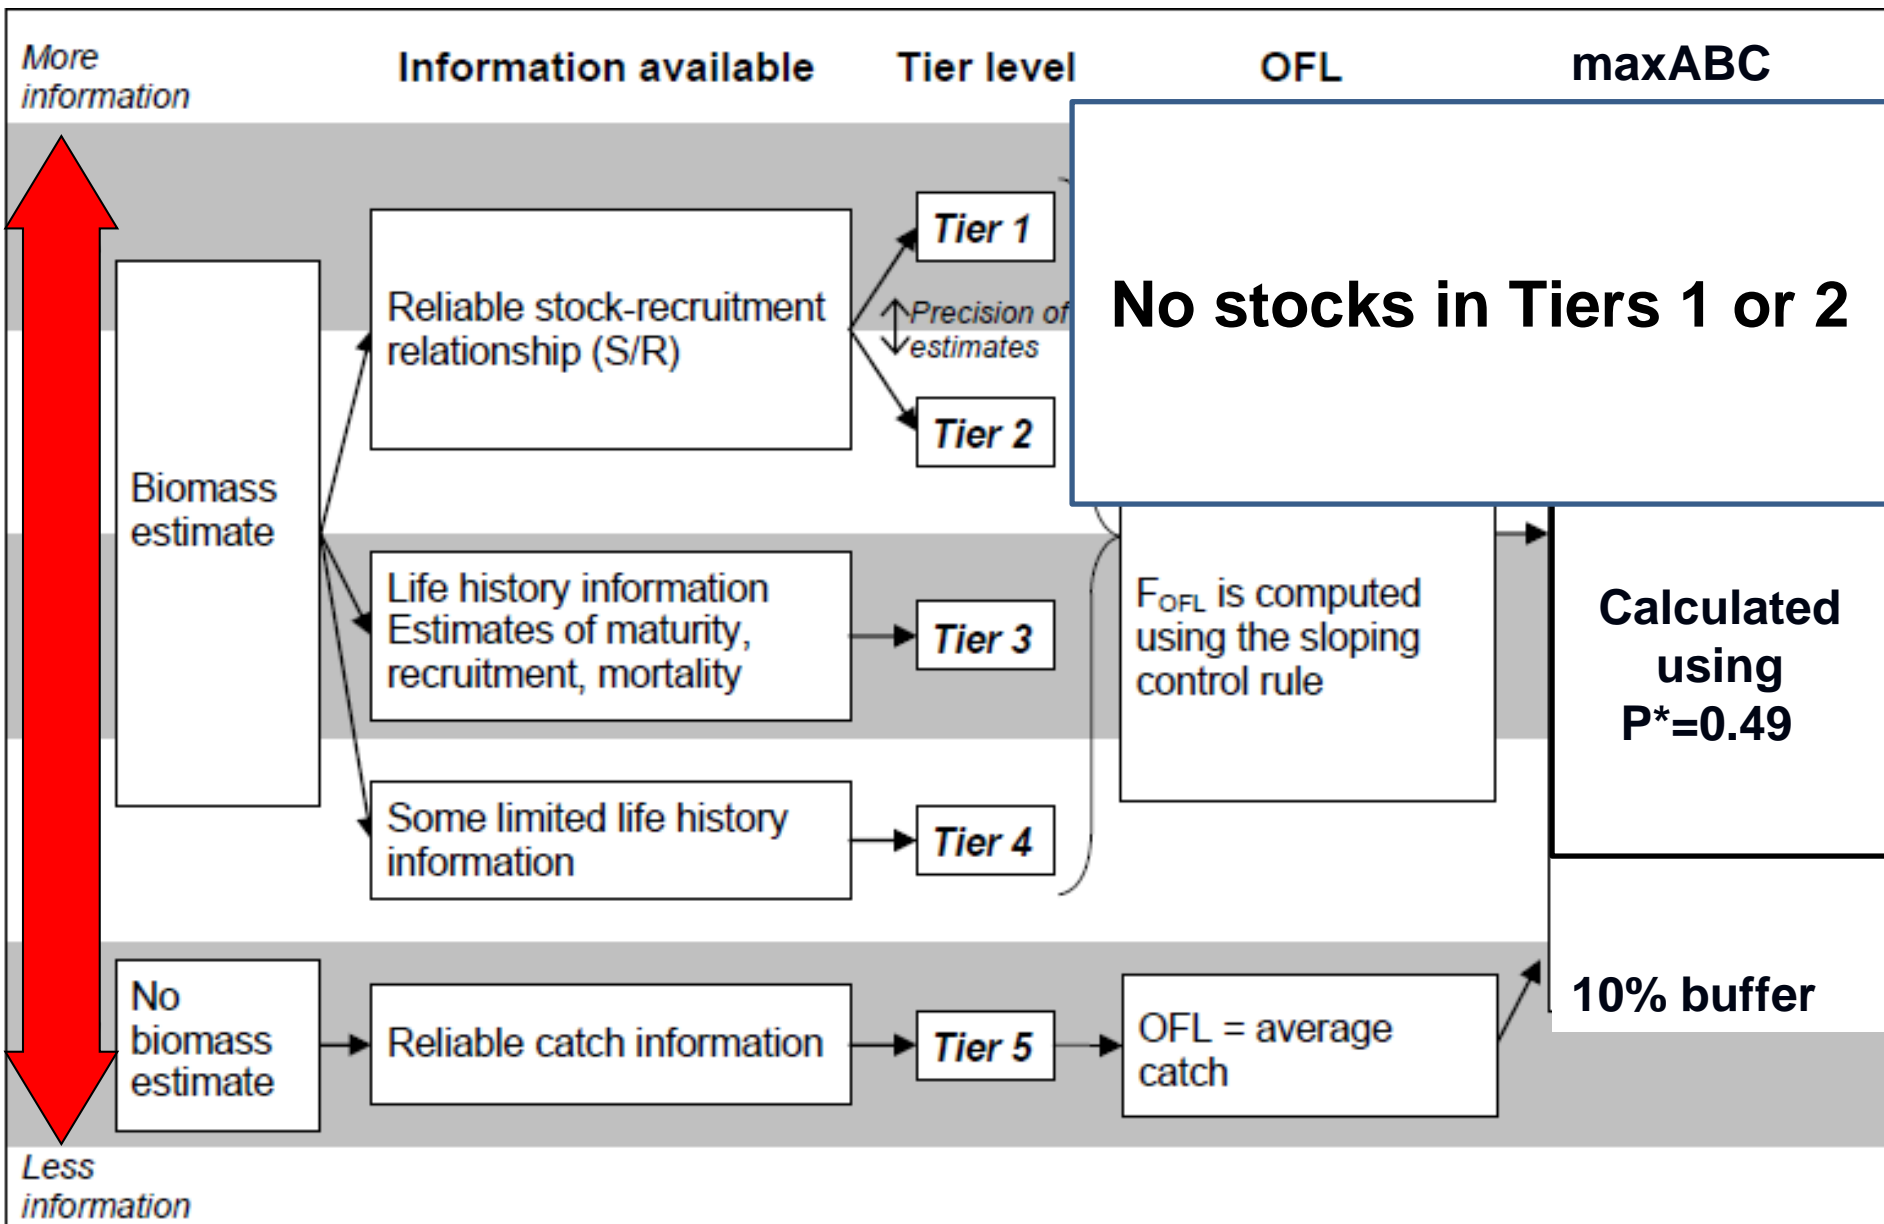 More
information
Information available
Tier level
OFL
maxABC
Tier 1
Reliable stock-recruitment
relationship (S/R)
Precision of
estimates
No stocks in Tiers 1 or 2
Tier 2
Biomass
estimate
Life history information
Estimates of maturity,
recruitment, mortality
Tier 3
FOFL is computed
using the sloping
control rule
Calculated
using
P*=0.49
Some limited life history
information
Tier 4
No
biomass
estimate
Reliable catch information
Tier 5
OFL = average
catch
10% buffer
Less
information